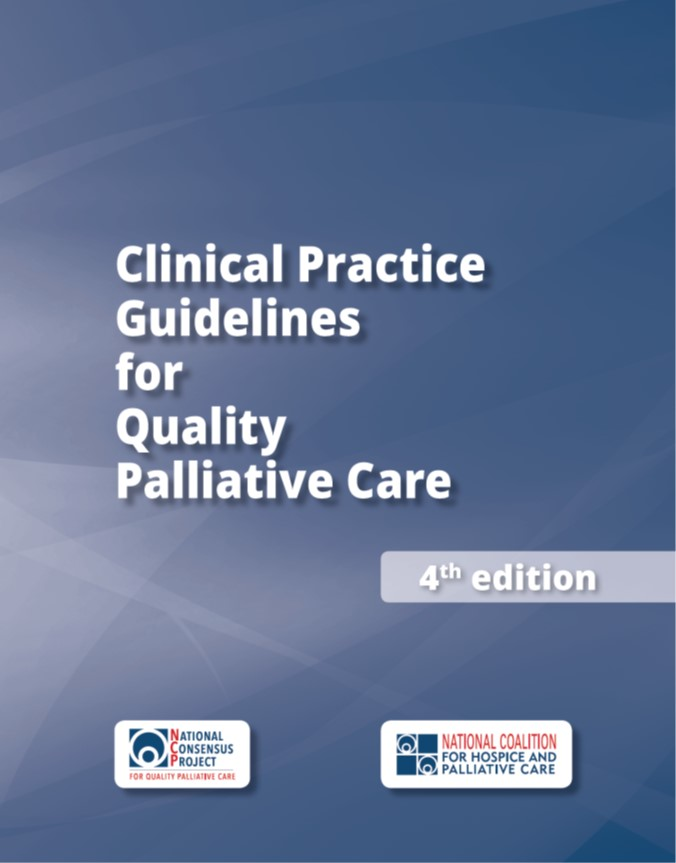 Clinical Practice
Guidelines
for
Quality
Palliative Care
4th edition
NATIONAL
CONSENSUS
PROJECT
FOR QUALITY PALLIATIVE CARE
NATIONAL COALITION
FOR HOSPICE AND
PALLIATIVE CARE